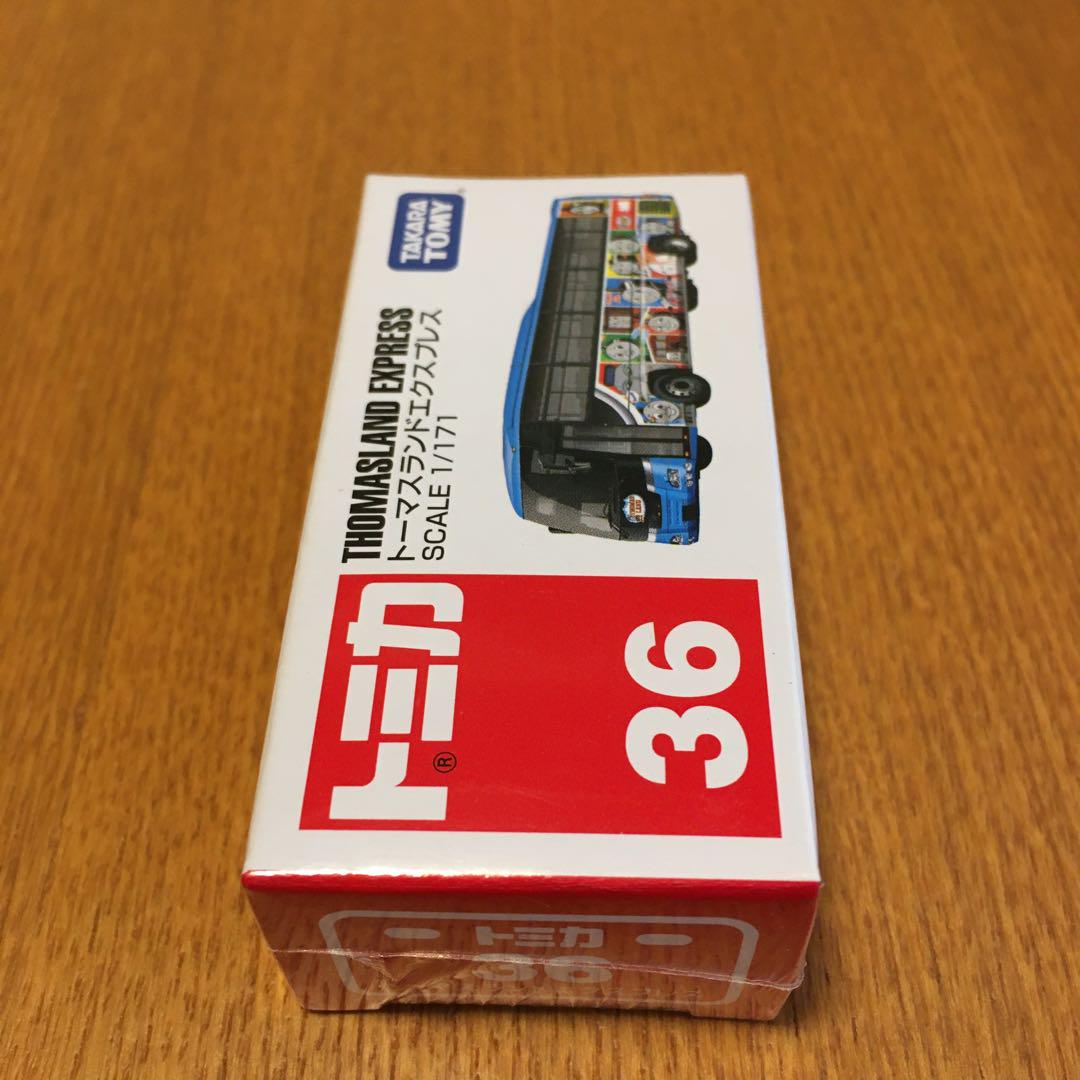 TAKARA
TOMY
THOMASLAND EXPRESS
トーマスランドエクスプレス
SCALE 1/171
トミカ®
36
トミカ
36